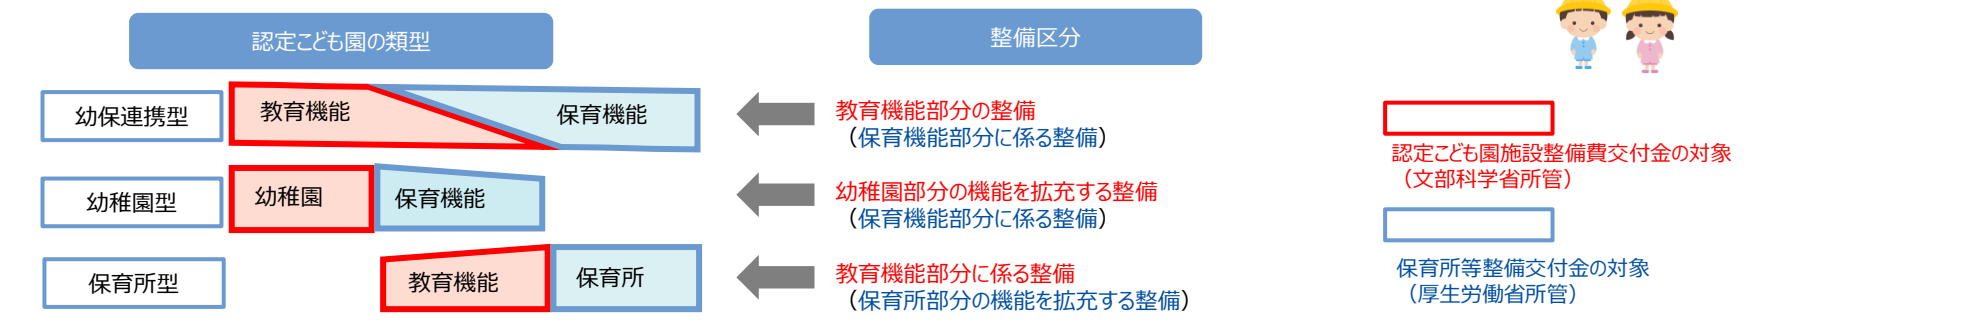 認定こども園の類型
整備区分
幼保連携型
教育機能
保育機能
教育機能部分の整備
（保育機能部分に係る整備）
幼稚園型
幼稚園
保育機能
幼稚園部分の機能を拡充する整備
（保育機能部分に係る整備）
保育所型
教育機能
保育所
教育機能部分に係る整備
（保育所部分の機能を拡充する整備）
認定こども園施設整備費交付金の対象
（文部科学省所管）
保育所等整備交付金の対象
（厚生労働省所管）